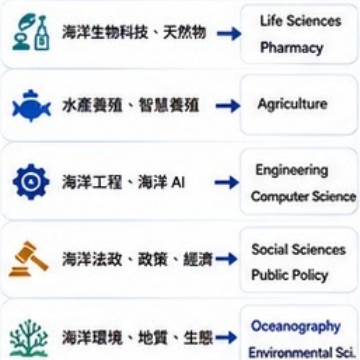 海洋生物科技、天然物
Life Sciences
Pharmacy
水產養殖、智慧養殖
Agriculture
海洋工程、海洋 AI
Engineering
Computer Science
海洋法政、政策、經濟
Social Sciences
Public Policy
海洋環境、地質、生態
Oceanography
Environmental Sci.